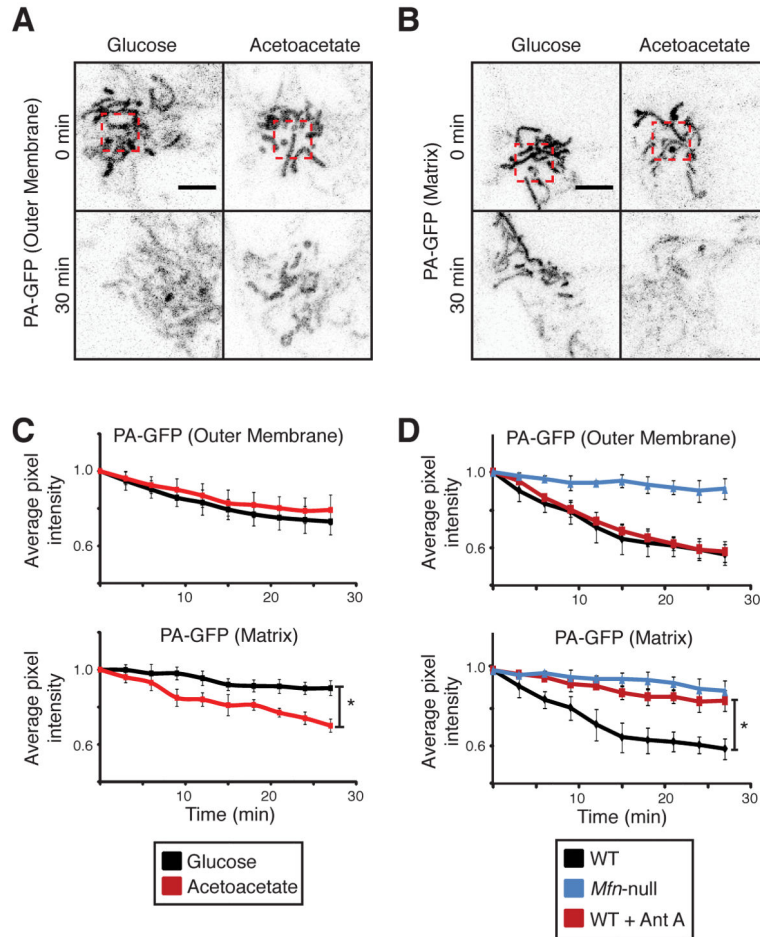 A
B
Glucose
Acetoacetate
Glucose
Acetoacetate
PA-GFP (Outer Membrane)
0 min
30 min
PA-GFP (Matrix)
0 min
30 min
C
D
PA-GFP (Outer Membrane)
Average pixel
intensity
1.0
0.6
10
20
30
PA-GFP (Matrix)
Average pixel
intensity
1.0
0.6
*
10
20
30
Time (min)
Glucose
Acetoacetate
PA-GFP (Outer Membrane)
Average pixel
intensity
1.0
0.6
10
20
30
PA-GFP (Matrix)
Average pixel
intensity
1.0
0.6
*
10
20
30
Time (min)
WT
Mfn-null
WT + Ant A